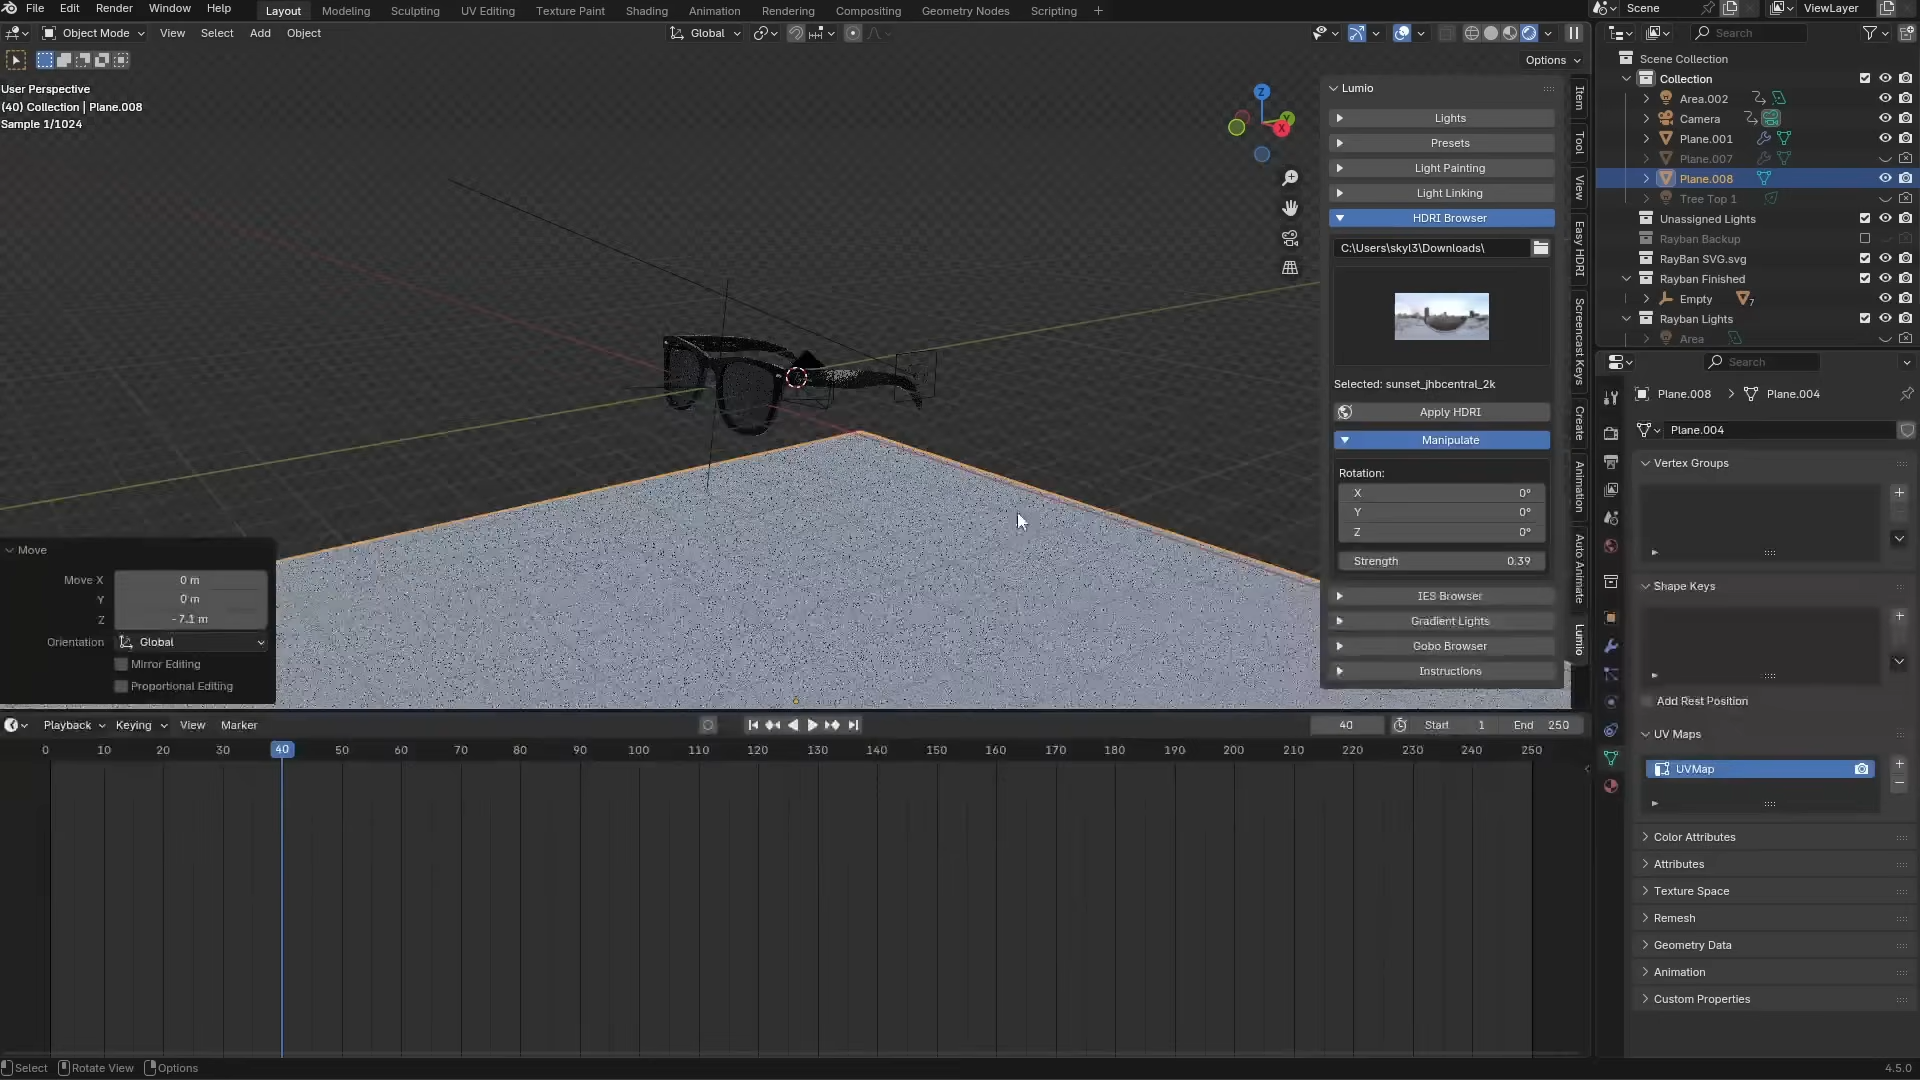 File Edit Render Window Help Layout Modeling Sculpting UV Editing Texture Paint Shading Animation Rendering Compositing Geometry Nodes Scripting + Scene ViewLayer
Object Mode View Select Add Object Global Search
Options
User Perspective
(40) Collection | Plane.008
Sample 1/1024
Z
Y
X
Lumio
Lights
Presets
Light Painting
Light Linking
HDRI Browser
C:\Users\skyl3\Downloads\
Selected: sunset_jhbcentral_2k
Apply HDRI
Manipulate
Rotation:
X 0°
Y 0°
Z 0°
Strength 0.39
IES Browser
Gradient Lights
Gobo Browser
Instructions
Item
Tool
View
Easy HDRI
Screencast Keys
Create
Animation
Auto Animate
Lumio
Move
Move X 0 m
Y 0 m
Z -7.1 m
Orientation Global
Mirror Editing
Proportional Editing
Scene Collection
Collection
Area.002
Camera
Plane.001
Plane.007
Plane.008
Tree Top 1
Unassigned Lights
Rayban Backup
RayBan SVG.svg
Rayban Finished
Empty 7
Rayban Lights
Area
Search
Plane.008 > Plane.004
Plane.004
Vertex Groups
Shape Keys
Add Rest Position
UV Maps
UVMap
Color Attributes
Attributes
Texture Space
Remesh
Geometry Data
Animation
Custom Properties
Playback Keying View Marker 40 Start 1 End 250
0 10 20 30 40 50 60 70 80 90 100 110 120 130 140 150 160 170 180 190 200 210 220 230 240 250
Select Rotate View Options 4.5.0